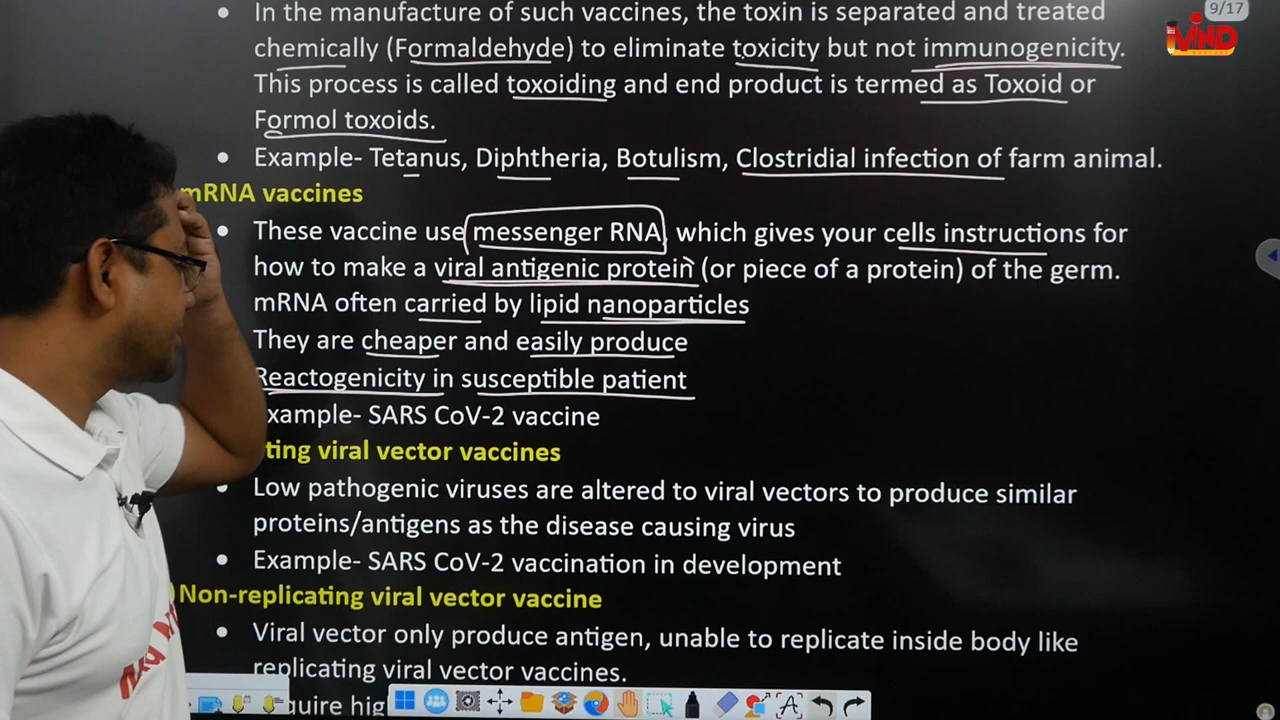 9/17
MIND
In the manufacture of such vaccines, the toxin is separated and treated
chemically (Formaldehyde) to eliminate toxicity but not immunogenicity.
This process is called toxoiding and end product is termed as Toxoid or
Formol toxoids.
Example- Tetanus, Diphtheria, Botulism, Clostridial infection of farm animal.
mRNA vaccines
These vaccine use messenger RNA, which gives your cells instructions for
how to make a viral antigenic protein (or piece of a protein) of the germ.
mRNA often carried by lipid nanoparticles
They are cheaper and easily produce
Reactogenicity in susceptible patient
xample- SARS CoV-2 vaccine
ting viral vector vaccines
Low pathogenic viruses are altered to viral vectors to produce similar
proteins/antigens as the disease causing virus
Example- SARS CoV-2 vaccination in development
Non-replicating viral vector vaccine
Viral vector only produce antigen, unable to replicate inside body like
replicating viral vector vaccines.
quire hig